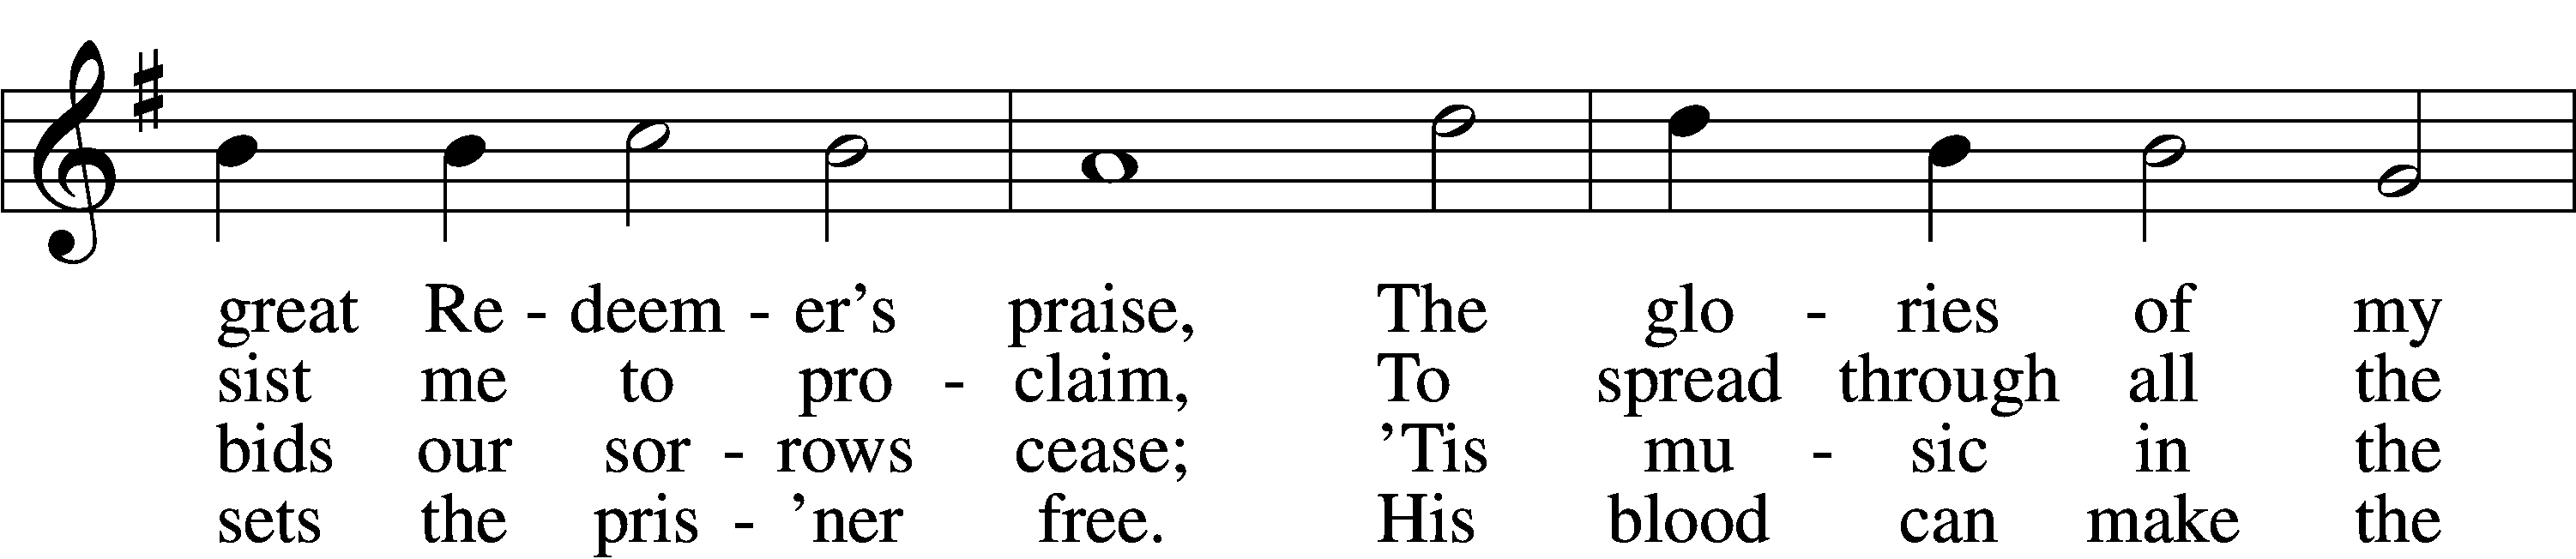 great Re - deem - er’s praise, The glo - ries of my
sist me to pro - claim, To spread through all the
bids our sor - rows cease; ’Tis mu - sic in the
sets the pris - ’ner free. His blood can make the